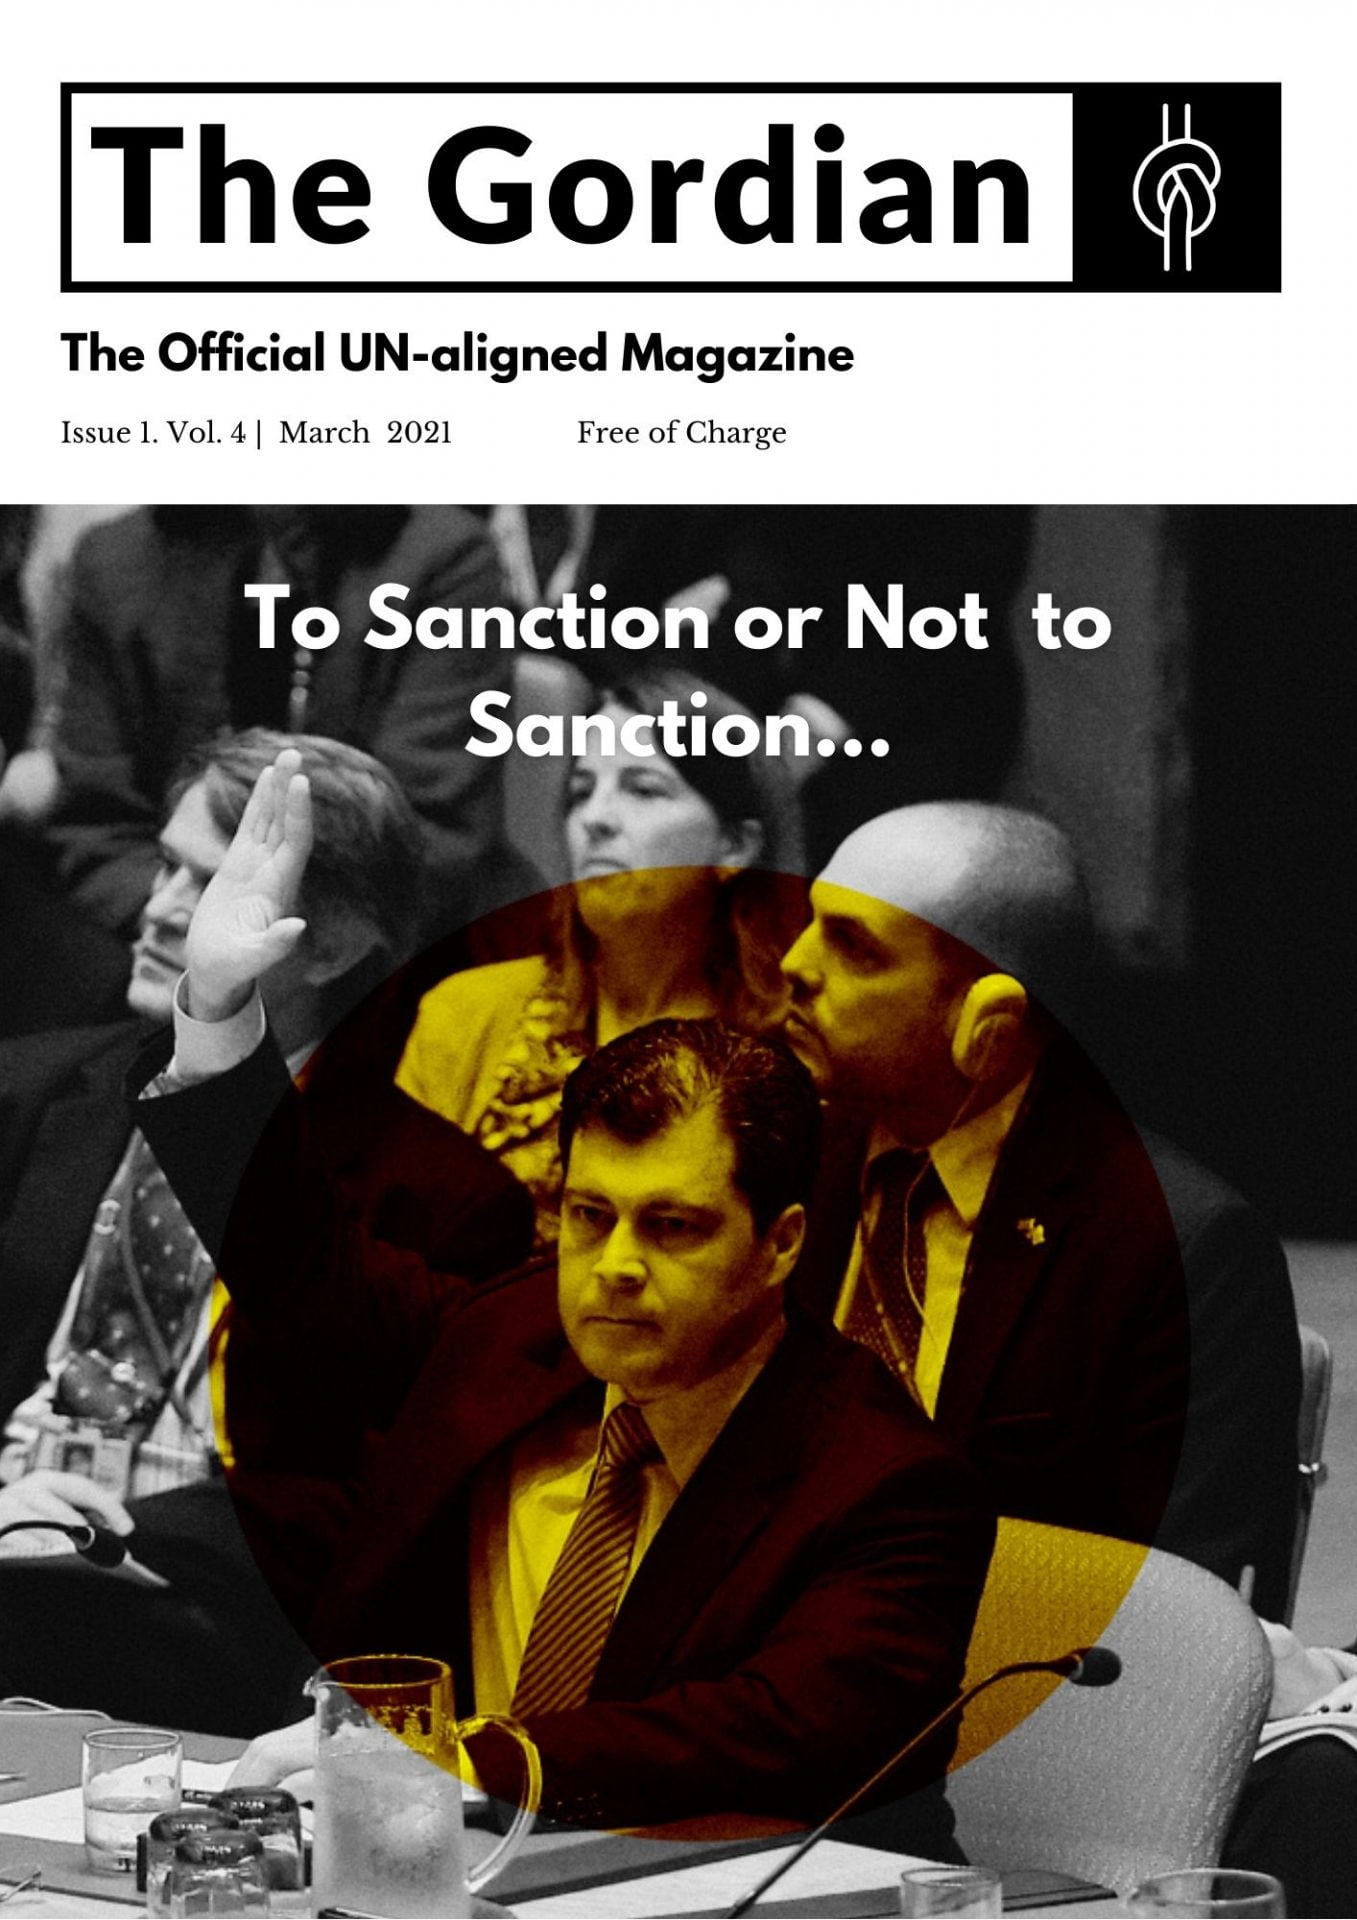 The Gordian
The Official UN-aligned Magazine
Issue 1. Vol. 4 | March 2021 Free of Charge
To Sanction or Not to
Sanction...